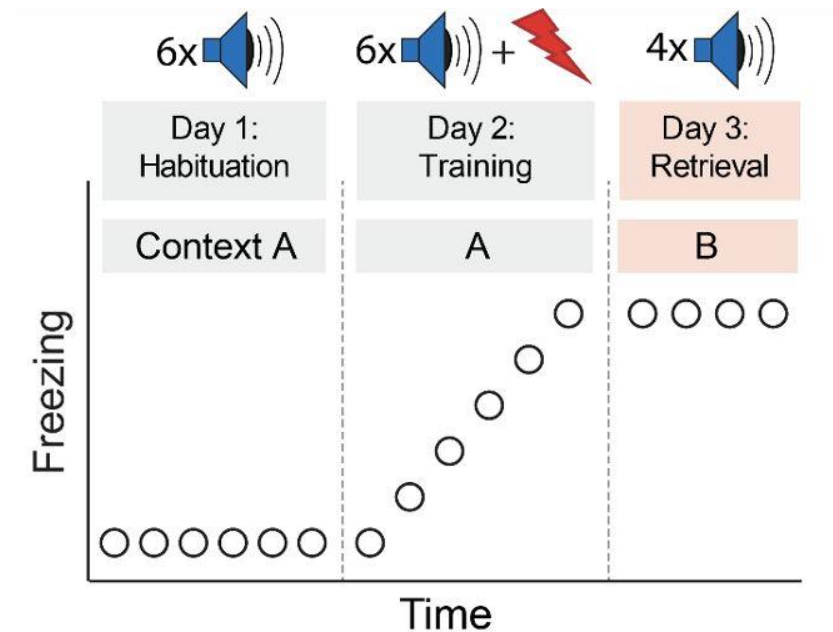 6x
6x
+
4x
Day 1:
Habituation
Day 2:
Training
Day 3:
Retrieval
Context A
A
B
Freezing
Time